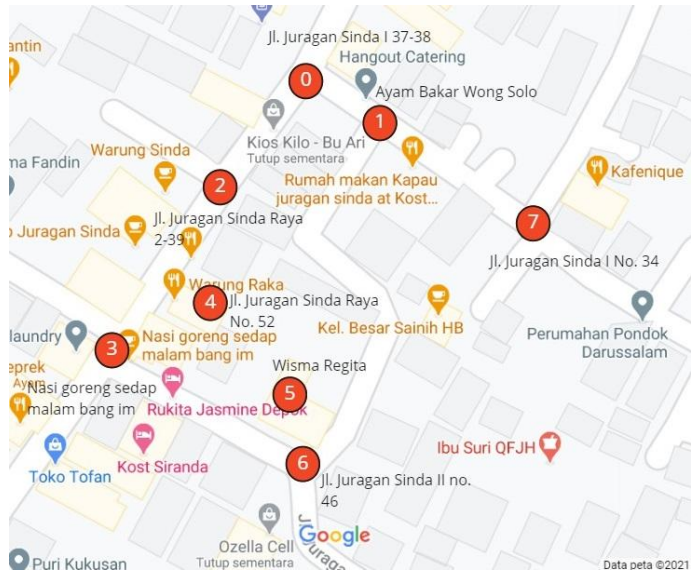 antin
Jl. Juragan Sinda I 37-38
Hangout Catering
0
Ayam Bakar Wong Solo
1
Kios Kilo - Bu Ari
Tutup sementara
Warung Sinda
ma Fandin
Rumah makan Kapau
juragan sinda at Kost...
Kafenique
2
Jl. Juragan Sinda Raya
2-39
o Juragan Sinda
7
Jl. Juragan Sinda I No. 34
Warung Raka
4
Jl. Juragan Sinda Raya
No. 52
Kel. Besar Sainih HB
Perumahan Pondok
Darussalam
laundry
3
Nasi goreng sedap
malam bang im
eprek
Ayam
Nasi goreng sedap
malam bang im
Wisma Regita
5
Rukita Jasmine Depok
Toko Tofan
Kost Siranda
Ibu Suri QFJH
6
Jl. Juragan Sinda II no.
46
Google
Ozella Cell
Tutup sementara
Puri Kukusan
Data peta ©2021